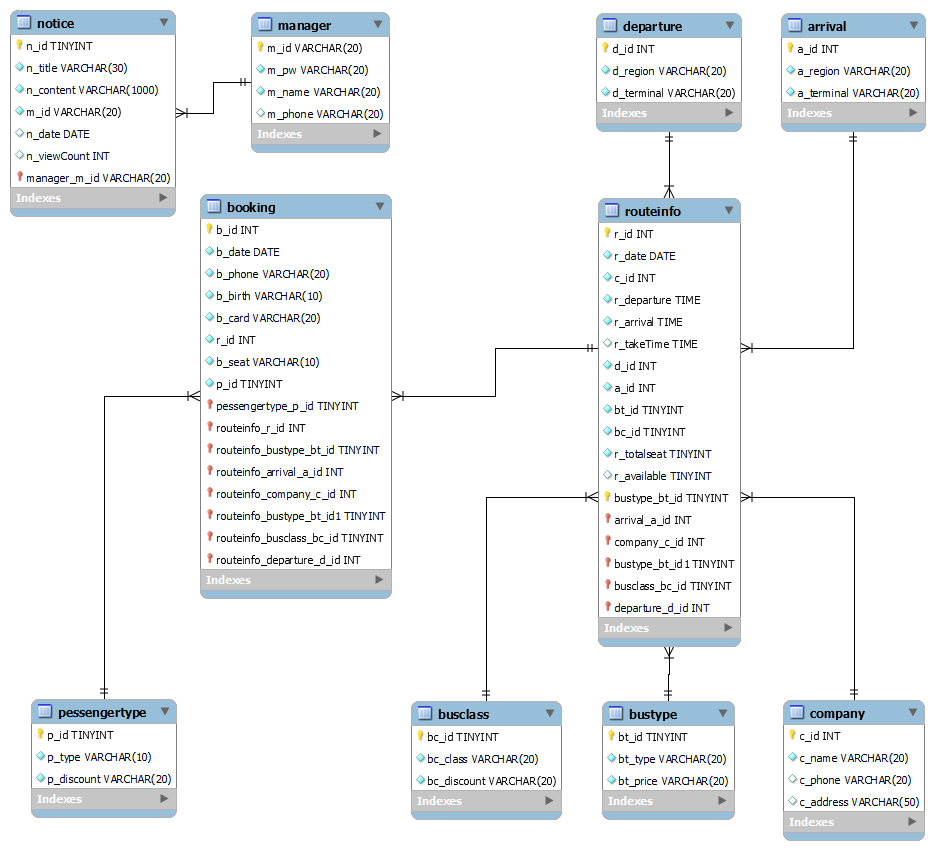 notice
n_id TINYINT
n_title VARCHAR(30)
n_content VARCHAR(1000)
m_id VARCHAR(20)
n_date DATE
n_viewCount INT
manager_m_id VARCHAR(20)
Indexes
manager
m_id VARCHAR(20)
m_pw VARCHAR(20)
m_name VARCHAR(20)
m_phone VARCHAR(20)
Indexes
departure
d_id INT
d_region VARCHAR(20)
d_terminal VARCHAR(20)
Indexes
arrival
a_id INT
a_region VARCHAR(20)
a_terminal VARCHAR(20)
Indexes
booking
b_id INT
b_date DATE
b_phone VARCHAR(20)
b_birth VARCHAR(10)
b_card VARCHAR(20)
r_id INT
b_seat VARCHAR(10)
p_id TINYINT
pessengertype_p_id TINYINT
routeinfo_r_id INT
routeinfo_bustype_bt_id TINYINT
routeinfo_arrival_a_id INT
routeinfo_company_c_id INT
routeinfo_bustype_bt_id1 TINYINT
routeinfo_busclass_bc_id TINYINT
routeinfo_departure_d_id INT
Indexes
routeinfo
r_id INT
r_date DATE
c_id INT
r_departure TIME
r_arrival TIME
r_takeTime TIME
d_id INT
a_id INT
bt_id TINYINT
bc_id TINYINT
r_totalseat TINYINT
r_available TINYINT
bustype_bt_id TINYINT
arrival_a_id INT
company_c_id INT
bustype_bt_id1 TINYINT
busclass_bc_id TINYINT
departure_d_id INT
Indexes
pessengertype
p_id TINYINT
p_type VARCHAR(10)
p_discount VARCHAR(20)
Indexes
busclass
bc_id TINYINT
bc_class VARCHAR(20)
bc_discount VARCHAR(20)
Indexes
bustype
bt_id TINYINT
bt_type VARCHAR(20)
bt_price VARCHAR(20)
Indexes
company
c_id INT
c_name VARCHAR(20)
c_phone VARCHAR(20)
c_address VARCHAR(50)
Indexes